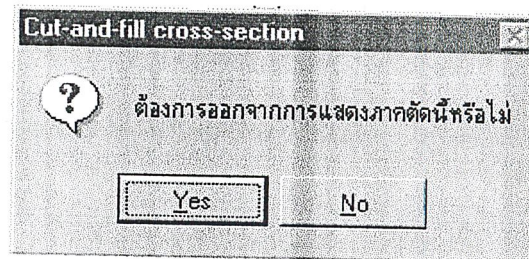 Cut-and-fill cross-section
?
ต้องการออกจากการแสดงภาคตัดนี้หรือไม่
Yes
No